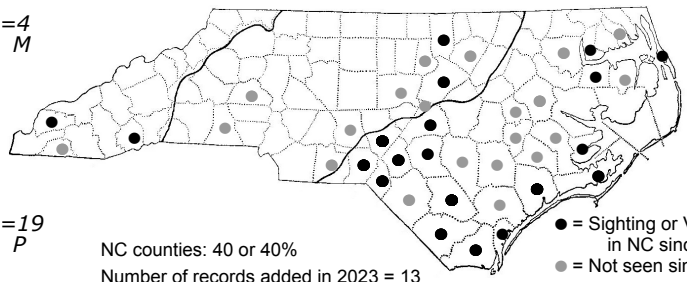 =4
M
=19
P
NC counties: 40 or 40%
Number of records added in 2023 = 13
● = Sighting or V
in NC sinc
● = Not seen sin